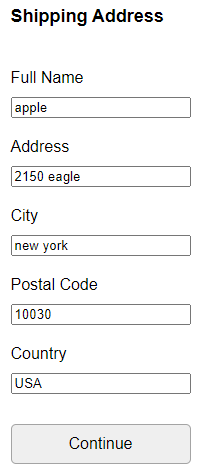 Shipping Address
Full Name
apple
Address
2150 eagle
City
new york
Postal Code
10030
Country
USA
Continue